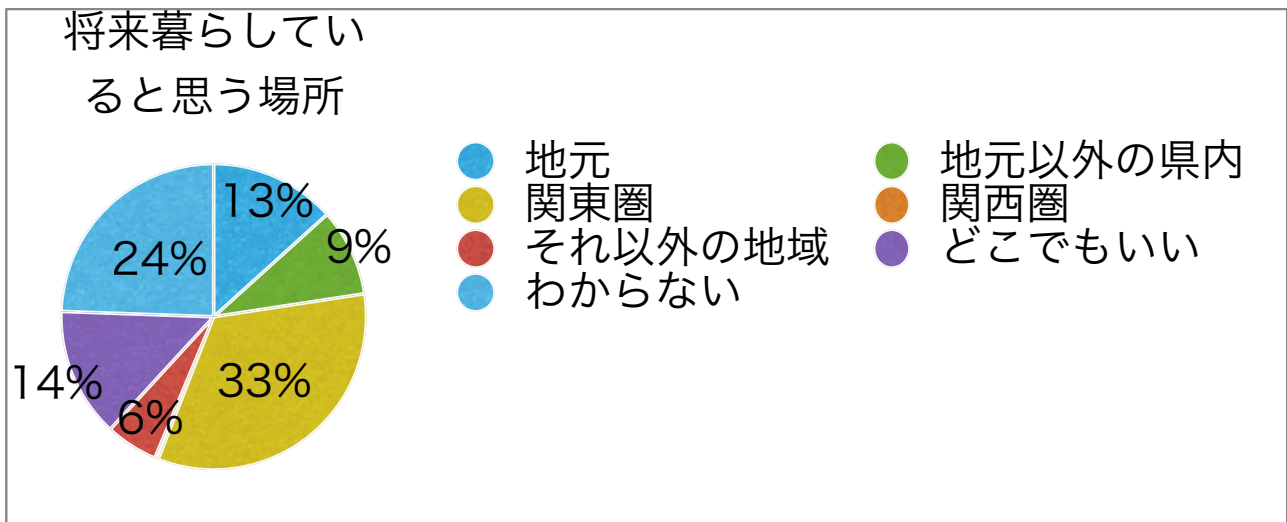 将来暮らしてい
ると思う場所
13%
9%
33%
6%
14%
24%
地元
地元以外の県内
関東圏
関西圏
それ以外の地域
どこでもいい
わからない